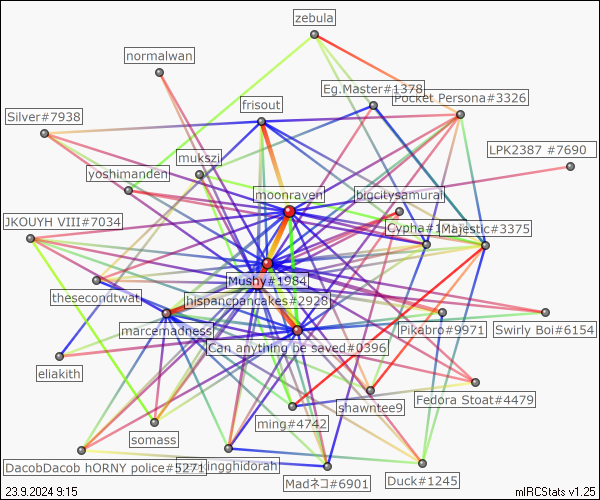 zebula
normalwan
Eg.Master#1378
Pocket Persona#3326
frisout
Silver#7938
LPK2387 #7690
mukszi
yoshimanden
moonraven
bigcitysamurai
JKOUYH VIII#7034
Cypha#1
Majestic#3375
Mushy#1984
thesecondtwat
hispancpancakes#2928
marcemadness
Pikabro#9971
Swirly Boi#6154
Can anything be saved#0396
eliakith
Fedora Stoat#4479
shawntee9
ming#4742
somass
DacobDacob hORNY police#5271
kingghidorah
Madネコ#6901
Duck#1245
23.9.2024 9:15
mIRCStats v1.25